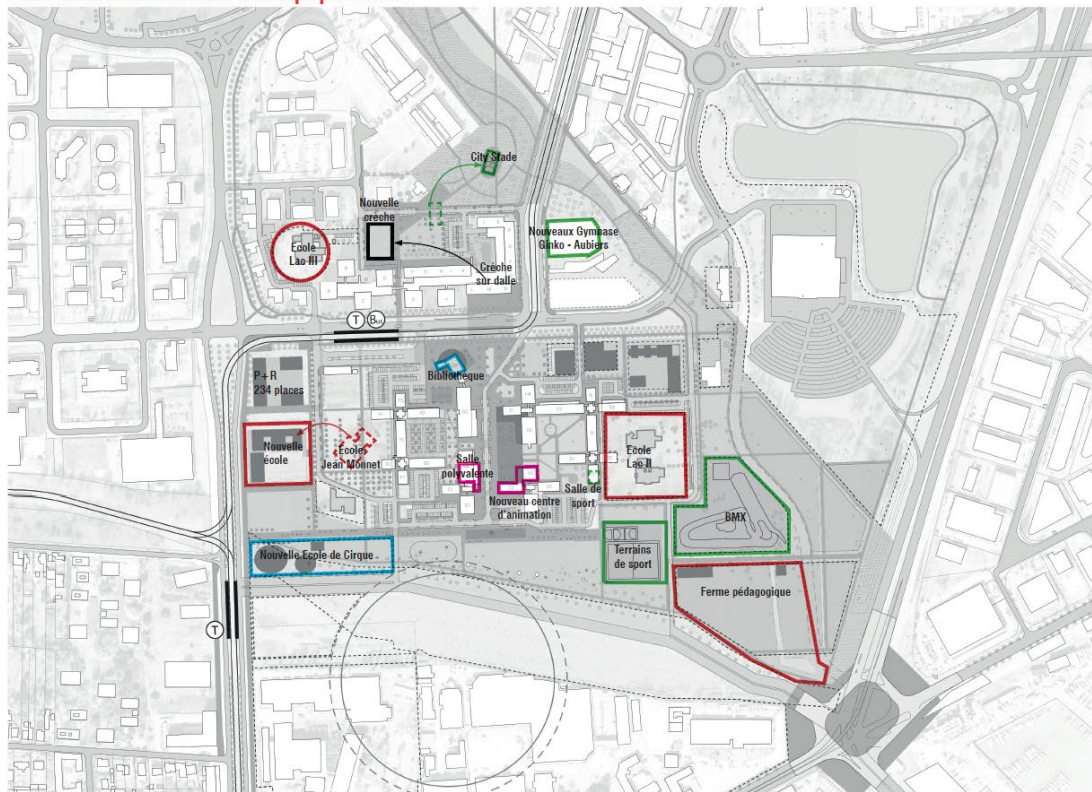 City Stade
Nouvelle
crèche
Nouveaux Gymnase
Ginko - Aubiers
Ecole
Lac III
Crèche
sur dalle
T Bus
Bibliothèque
P+R
234 places
Nouvelle
école
Ecole
Jean Monnet
Salle
polyvalente
Ecole
Lac II
Salle de
sport
Nouveau centre
d'animation
BMX
Nouvelle Ecole de Cirque
Terrains
de sport
Ferme pédagogique
T